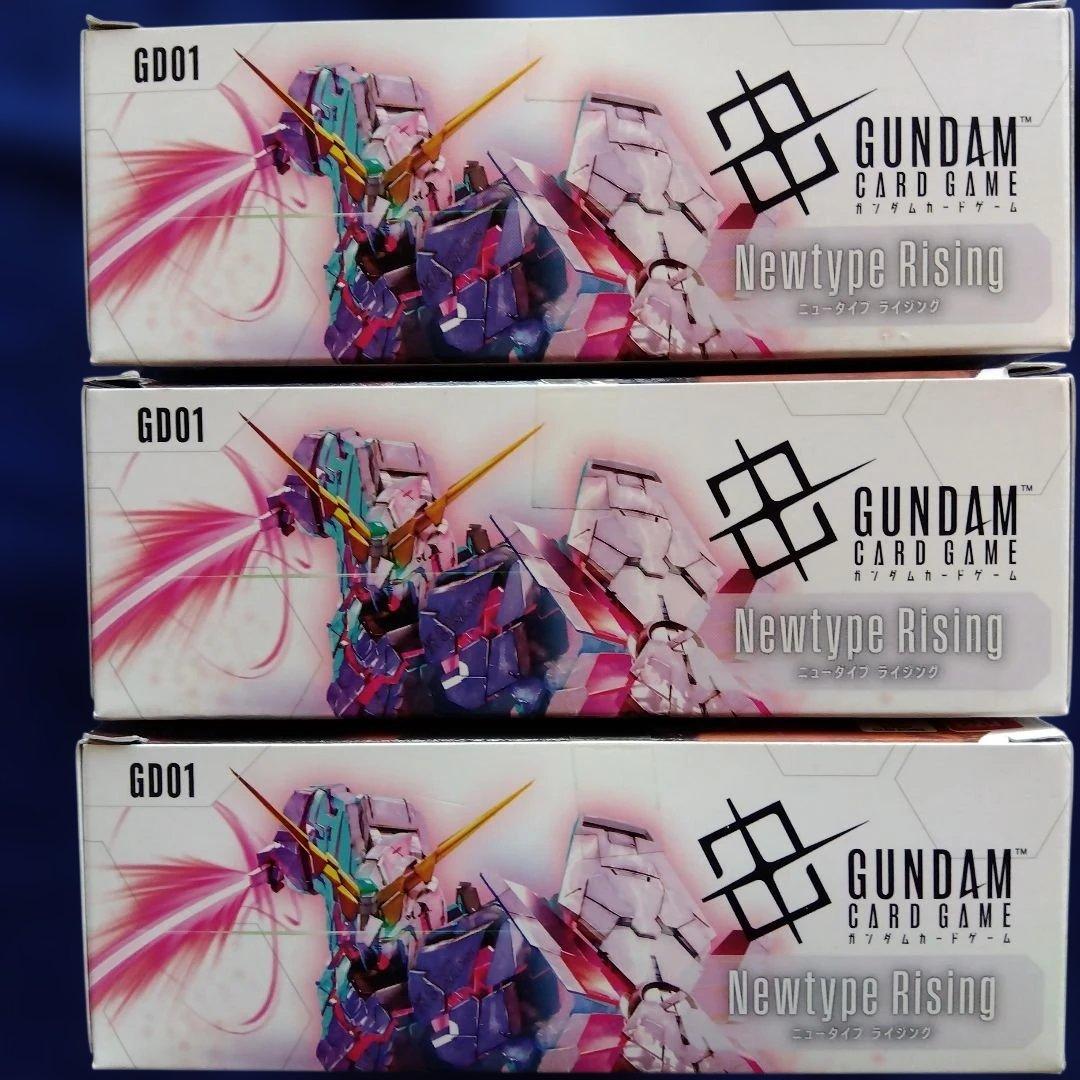 GD01
GUNDAM™
CARD GAME
ガンダムカードゲーム
Newtype Rising
ニュータイプ ライジング
GD01
GUNDAM™
CARD GAME
ガンダムカードゲーム
Newtype Rising
ニュータイプ ライジング
GD01
GUNDAM™
CARD GAME
ガンダムカードゲーム
Newtype Rising
ニュータイプ ライジング